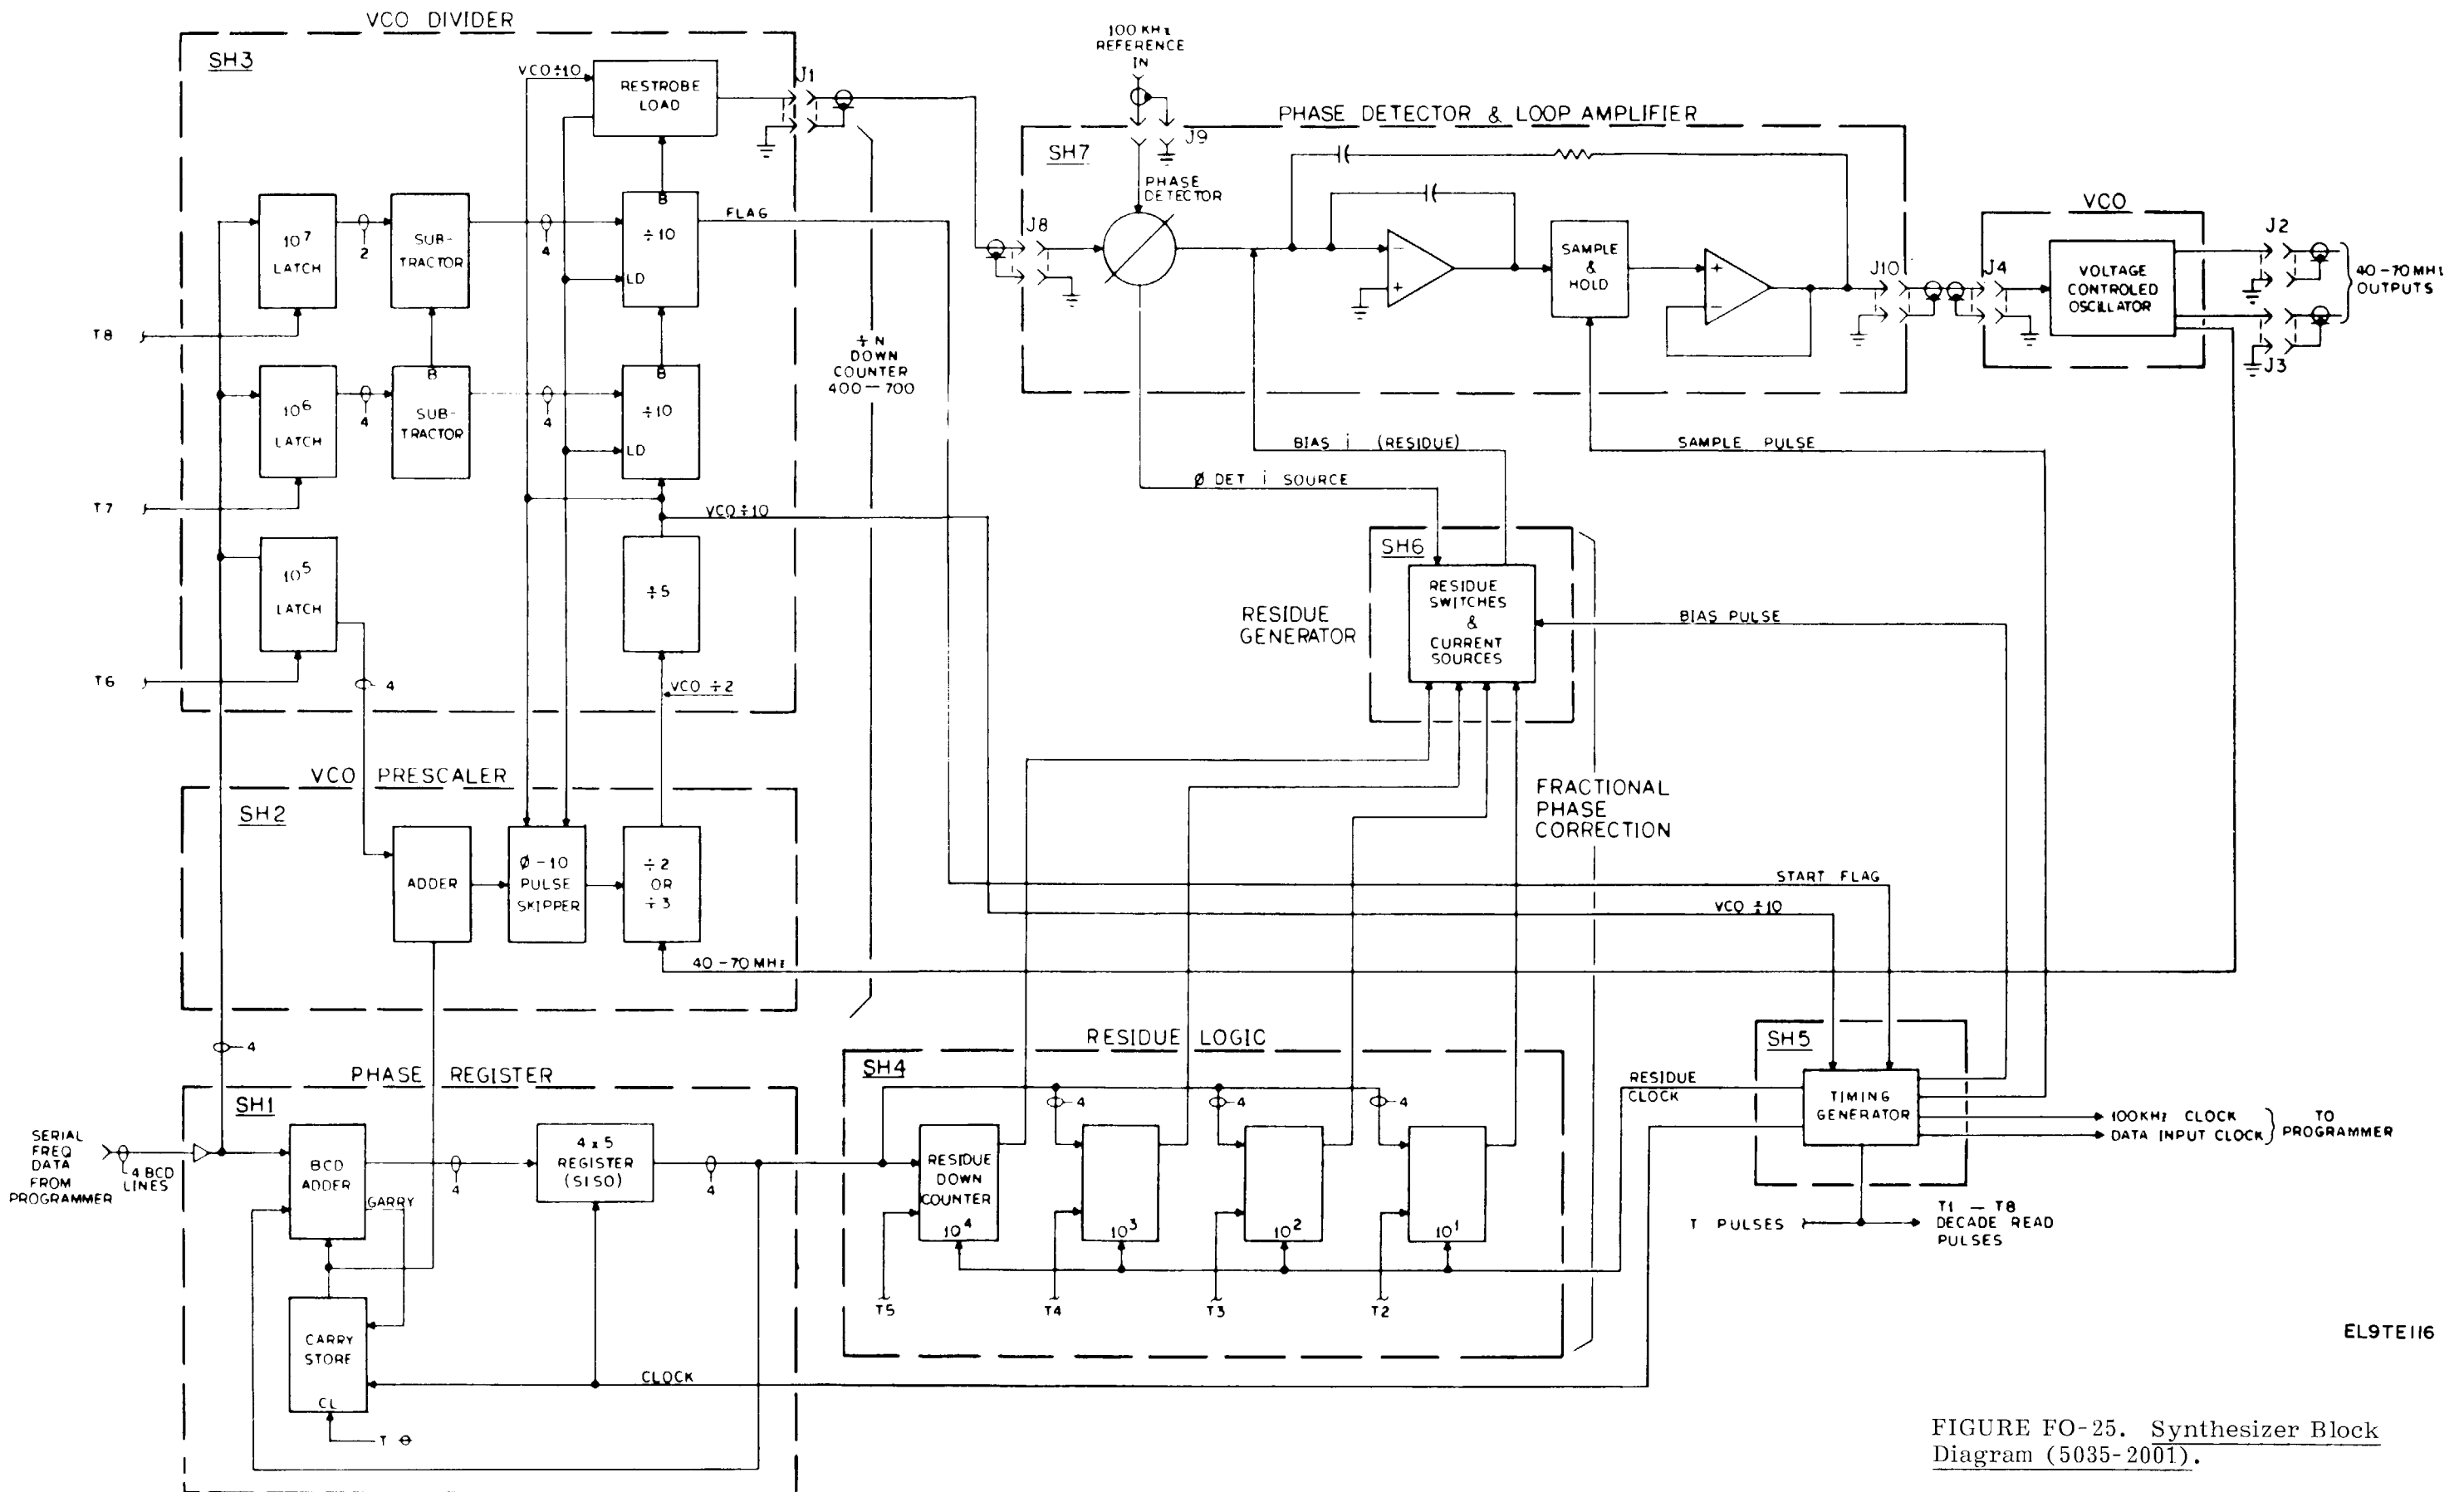 VCO DIVIDER
SH3
VCO÷10
RESTROBE
LOAD
J1
10⁷
LATCH
2
SUB-
TRACTOR
4
B
÷10
LD
FLAG
T8
10⁶
LATCH
4
B
SUB-
TRACTOR
4
B
÷10
LD
T7
VCO÷10
10⁵
LATCH
÷5
T6
4
VCO ÷2
÷N
DOWN
COUNTER
400—700
100 KHz
REFERENCE
IN
J9
PHASE DETECTOR & LOOP AMPLIFIER
SH7
PHASE
DETECTOR
J8
-
+
SAMPLE
&
HOLD
+
-
J10
VCO
J4
VOLTAGE
CONTROLED
OSCILLATOR
J2
J3
40-70 MHz
OUTPUTS
BIAS i (RESIDUE)
SAMPLE PULSE
Ø DET i SOURCE
SH6
RESIDUE
GENERATOR
RESIDUE
SWITCHES
&
CURRENT
SOURCES
BIAS PULSE
FRACTIONAL
PHASE
CORRECTION
VCO PRESCALER
SH2
ADDER
Ø-10
PULSE
SKIPPER
÷2
OR
÷3
START FLAG
VCO ÷10
40-70 MHz
4
PHASE REGISTER
SH1
SERIAL
FREQ
DATA
FROM
PROGRAMMER
4 BCD
LINES
BCD
ADDER
CARRY
4
4 x 5
REGISTER
(SISO)
4
CARRY
STORE
CL
T Ɵ
CLOCK
RESIDUE LOGIC
SH4
4
4
4
RESIDUE
DOWN
COUNTER
10⁴
10³
10²
10¹
T5
T4
T3
T2
RESIDUE
CLOCK
SH5
TIMING
GENERATOR
100KHz CLOCK
DATA INPUT CLOCK
TO
PROGRAMMER
T PULSES
T1 — T8
DECADE READ
PULSES
EL9TE116
FIGURE FO-25. Synthesizer Block
Diagram (5035-2001).